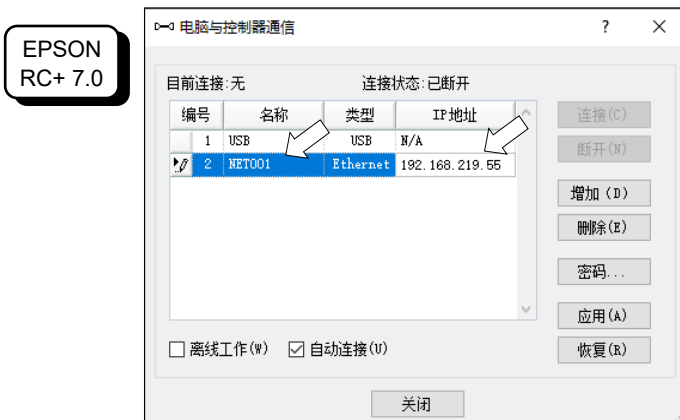 EPSON
RC+ 7.0
电脑与控制器通信
?
目前连接:无 连接状态:已断开
编号 名称 类型 IP地址
1 USB USB N/A
2 NET001 Ethernet 192.168.219.55
连接(C)
断开(N)
增加 (D)
删除(E)
密码...
应用(A)
恢复(R)
离线工作(W) 自动连接(U)
关闭